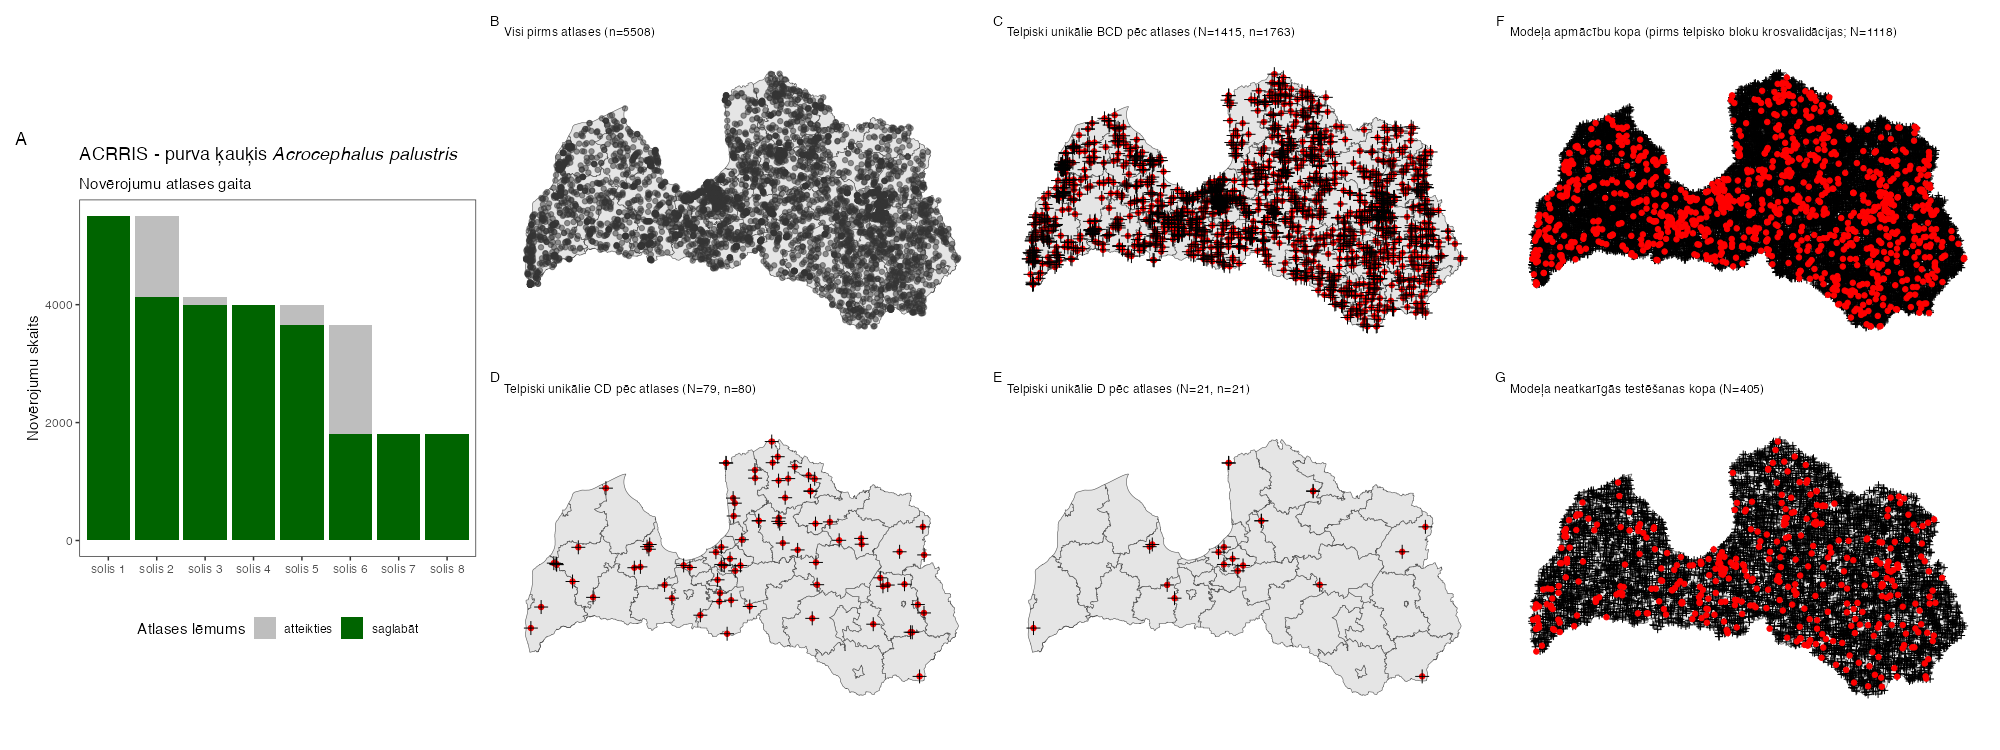 A
ACRRIS - purva ķauķis Acrocephalus palustris
Novērojumu atlases gaita
Novērojumu skaits
4000
2000
0
solis 1 solis 2 solis 3 solis 4 solis 5 solis 6 solis 7 solis 8
Atlases lēmums atteikties saglabāt
B
Visi pirms atlases (n=5508)
C
Telpiski unikālie BCD pēc atlases (N=1415, n=1763)
F
Modeļa apmācību kopa (pirms telpisko bloku krosvalidācijas; N=1118)
D
Telpiski unikālie CD pēc atlases (N=79, n=80)
E
Telpiski unikālie D pēc atlases (N=21, n=21)
G
Modeļa neatkarīgās testēšanas kopa (N=405)